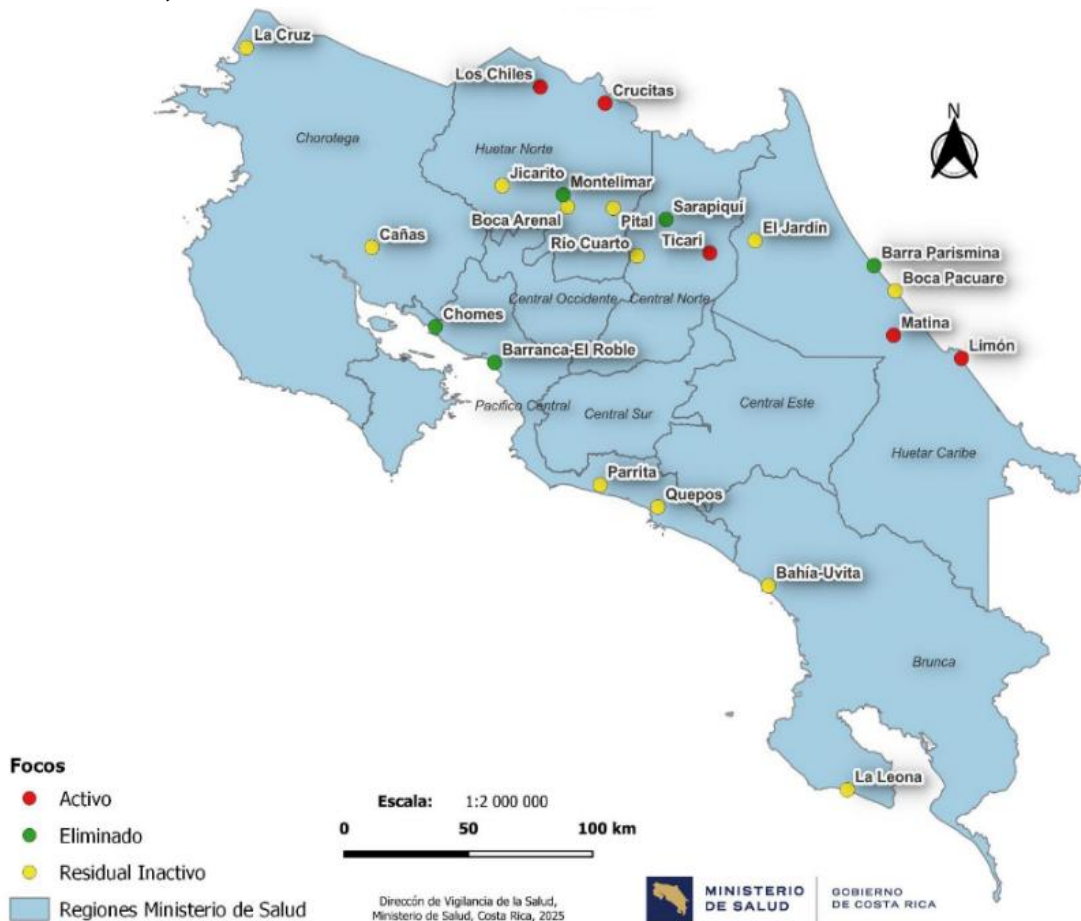 La Cruz
Los Chiles
Crucitas
N
Chorotega
Huetar Norte
Jicarito
Montelimar
Boca Arenal
Pital
Sarapiquí
Cañas
Río Cuarto
Ticari
El Jardín
Barra Parismina
Boca Pacuare
Central Occidente
Central Norte
Chomes
Matina
Limón
Barranca-El Roble
Pacifico Central
Central Sur
Central Este
Huetar Caribe
Parrita
Quepos
Bahía-Uvita
Brunca
La Leona
Focos
Activo
Eliminado
Residual Inactivo
Regiones Ministerio de Salud
Escala: 1:2 000 000
0 50 100 km
Direccón de Vigilancia de la Salud,
Ministerio de Salud, Costa Rica, 2025
MINISTERIO
DE SALUD
GOBIERNO
DE COSTA RICA